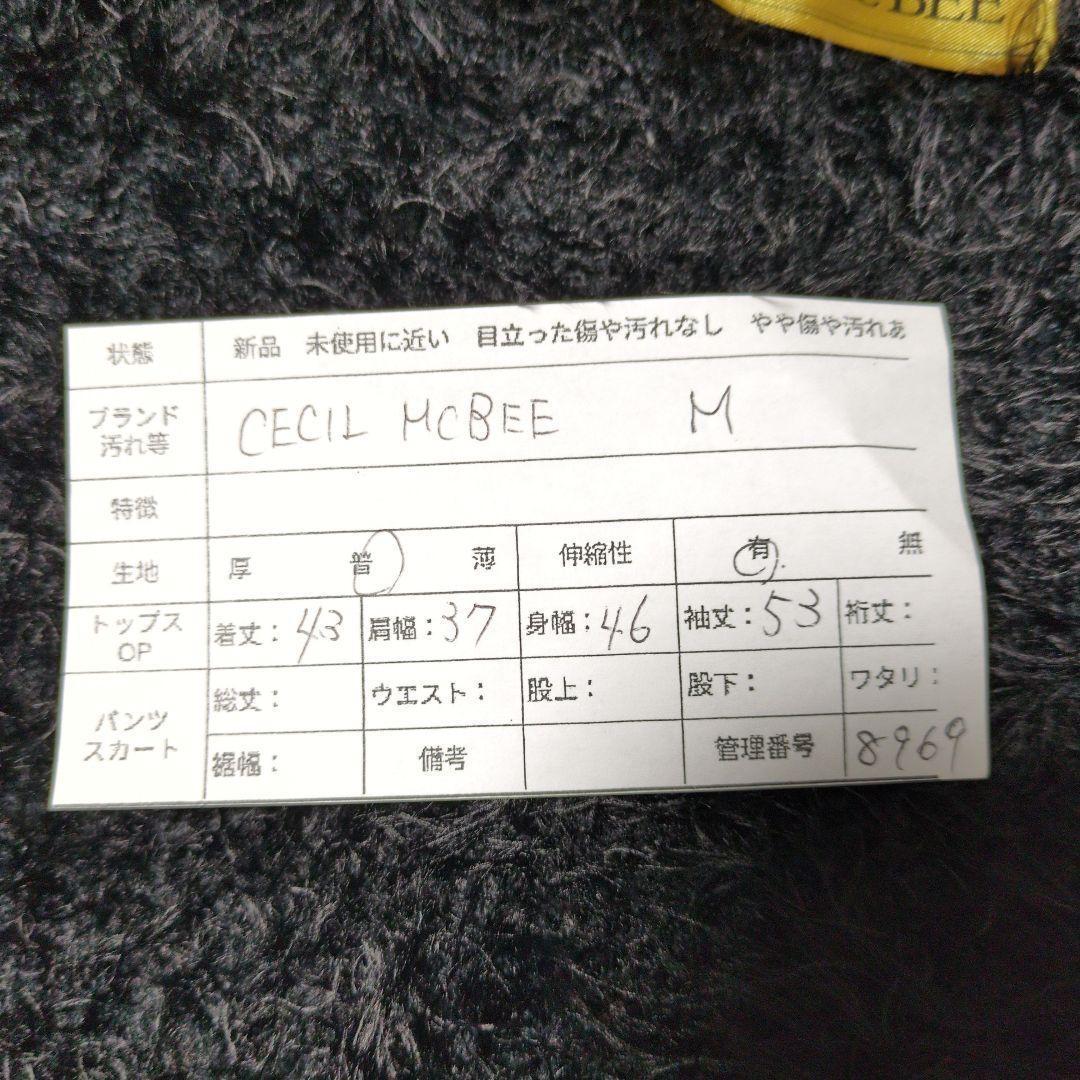 BEE
状態 新品 未使用に近い 目立った傷や汚れなし やや傷や汚れあ
ブランド
汚れ等
CECIL MCBEE M
特徴
生地 厚 普 薄 伸縮性 有 無
トップス
OP
着丈:43 肩幅:37 身幅:46 袖丈:53 裄丈:
パンツ
スカート
総丈: ウエスト: 股上: 股下: ワタリ:
裾幅: 備考 管理番号 8969